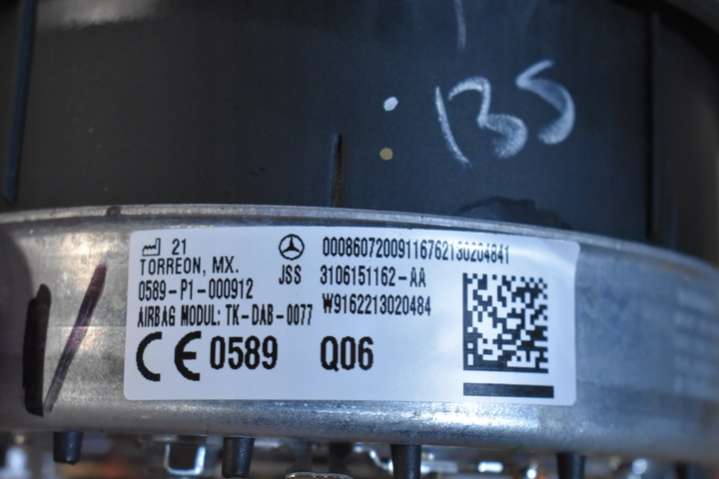 135
21
TORREON, MX.
0589-P1-000912
AIRBAG MODUL: TK-DAB-0077
CE 0589
00086072009116762130204841
JSS 3106151162-AA
W9162213020484
Q06